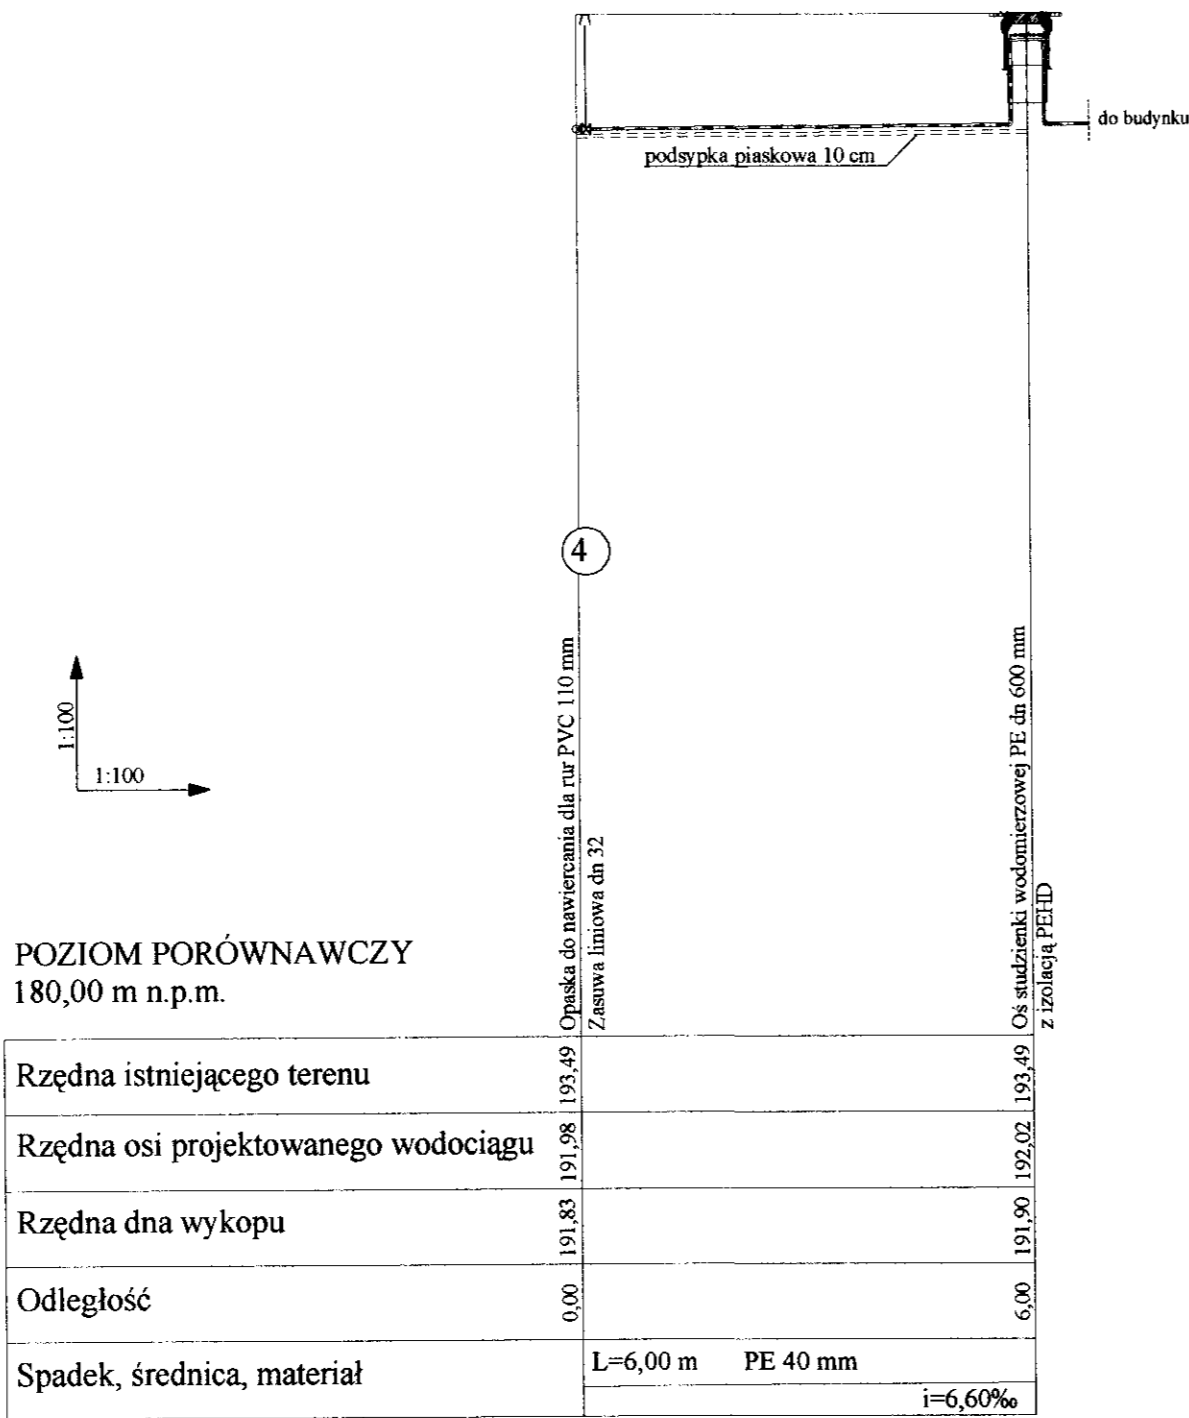 do budynku
podsypka piaskowa 10 cm
4
1:100
1:100
Opaska do nawiercania dla rur PVC 110 mm
Zasuwa liniowa dn 32
Oś studzienki wodomierzowej PE dn 600 mm
z izolacją PEHD
POZIOM PORÓWNAWCZY
180,00 m n.p.m.
Rzędna istniejącego terenu 193,49 193,49
Rzędna osi projektowanego wodociągu 191,98 192,02
Rzędna dna wykopu 191,83 191,90
Odległość 0,00 6,00
Spadek, średnica, materiał L=6,00 m PE 40 mm
i=6,60‰